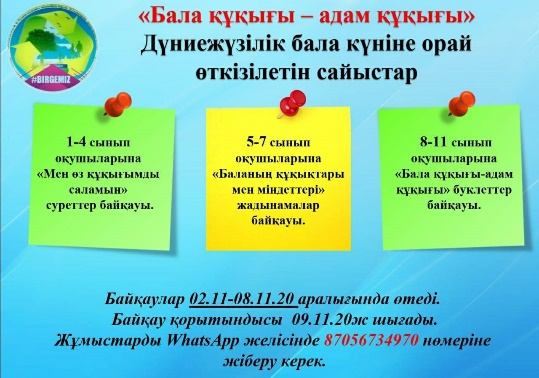 «Бала құқығы – адам құқығы»
Дүниежүзілік бала күніне орай
өткізілетін сайыстар
#BIRGEMIZ
1-4 сынып
оқушыларына
«Мен өз құқығымды
саламын»
суреттер байқауы.
5-7 сынып
оқушыларына
«Баланың құқықтары
мен міндеттері»
жадынамалар
байқауы.
8-11 сынып
оқушыларына
«Бала құқығы-адам
құқығы» буклеттер
байқауы.
Байқаулар 02.11-08.11.20 аралығында өтеді.
Байқау қорытындысы 09.11.20ж шығады.
Жұмыстарды WhatsApp желісінде 87056734970 нөмеріне
жіберу керек.